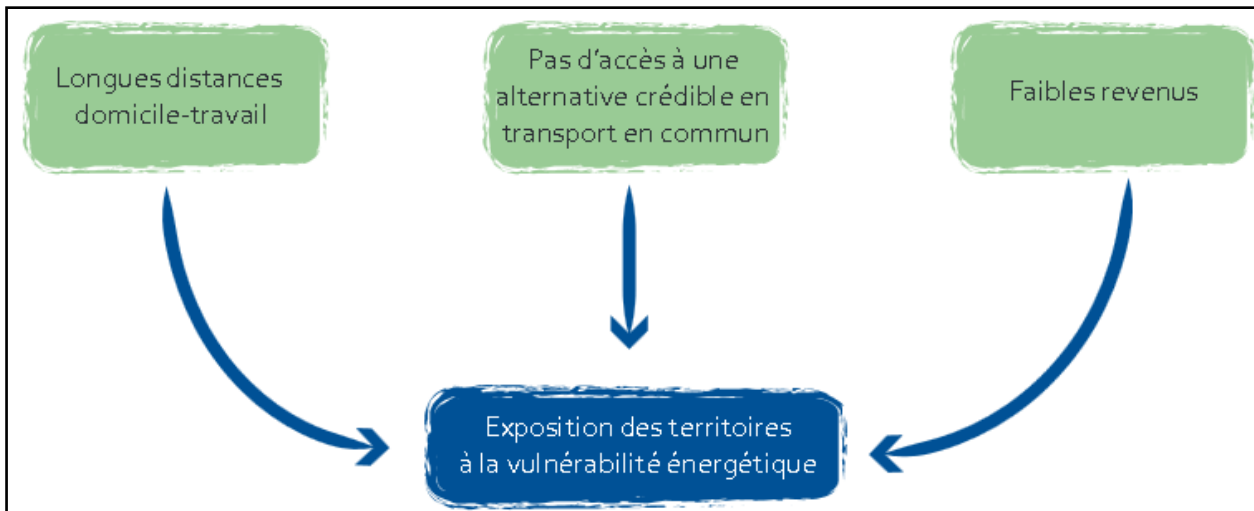 Longues distances
domicile-travail
Pas d'accès à une
alternative crédible en
transport en commun
Faibles revenus
Exposition des territoires
à la vulnérabilité énergétique